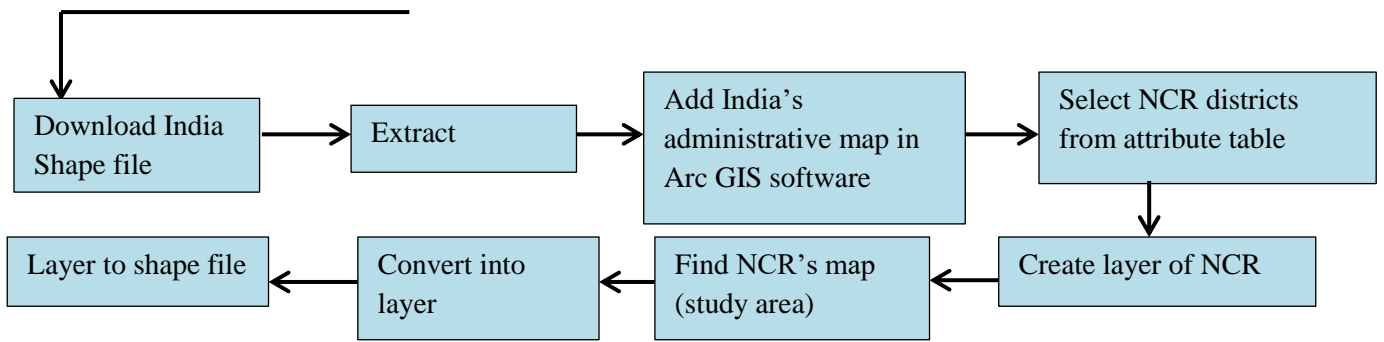 Download India
Shape file
Extract
Add India’s
administrative map in
Arc GIS software
Select NCR districts
from attribute table
Create layer of NCR
Find NCR’s map
(study area)
Convert into
layer
Layer to shape file